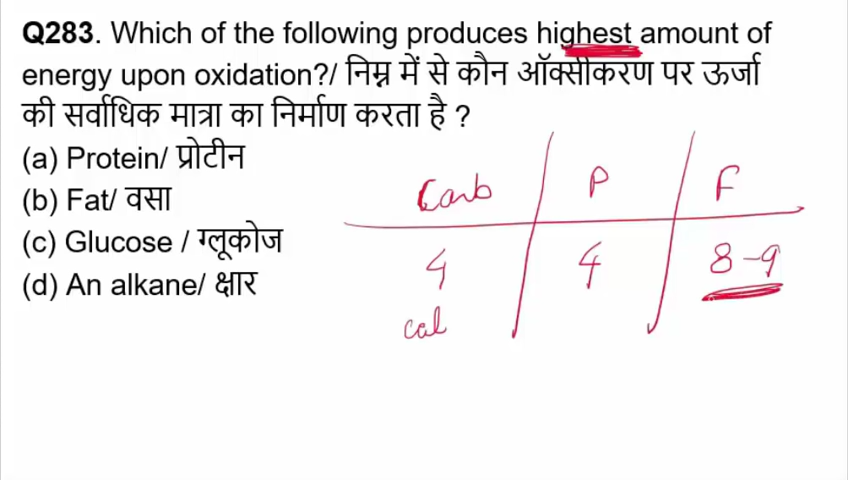 Q283. Which of the following produces highest amount of
energy upon oxidation?/ निम्न में से कौन ऑक्सीकरण पर ऊर्जा
की सर्वाधिक मात्रा का निर्माण करता है ?
(a) Protein/ प्रोटीन
(b) Fat/ वसा
(c) Glucose / ग्लूकोज
(d) An alkane/ क्षार
Carb P F
4 4 8-9
cal